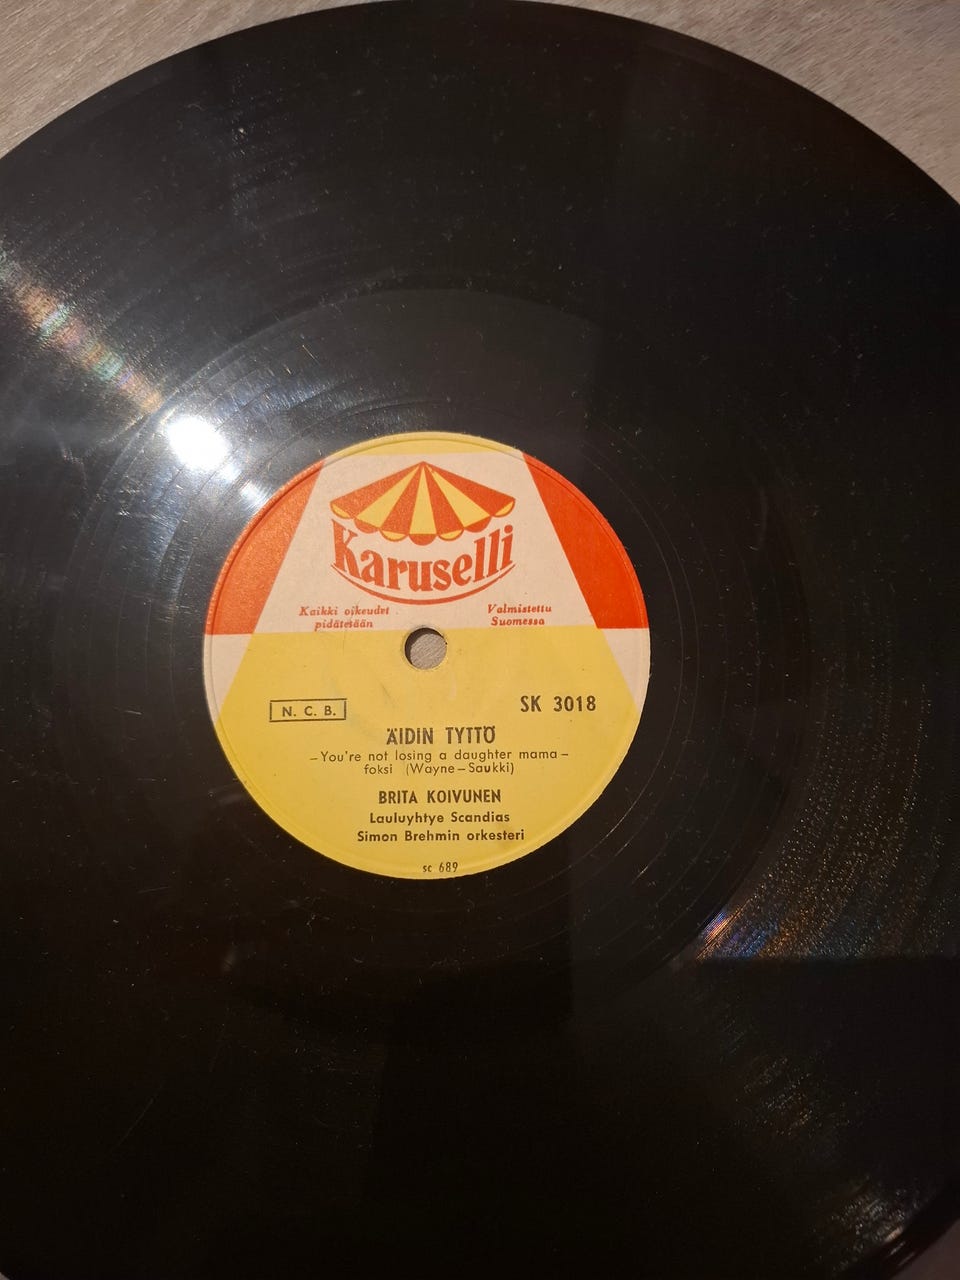 Karuselli
Kaikki oikeudet
pidätetään
Valmistettu
Suomessa
N. C. B.
SK 3018
ÄIDIN TYTTÖ
–You're not losing a daughter mama–
foksi (Wayne–Saukki)
BRITA KOIVUNEN
Lauluyhtye Scandias
Simon Brehmin orkesteri
sc 689